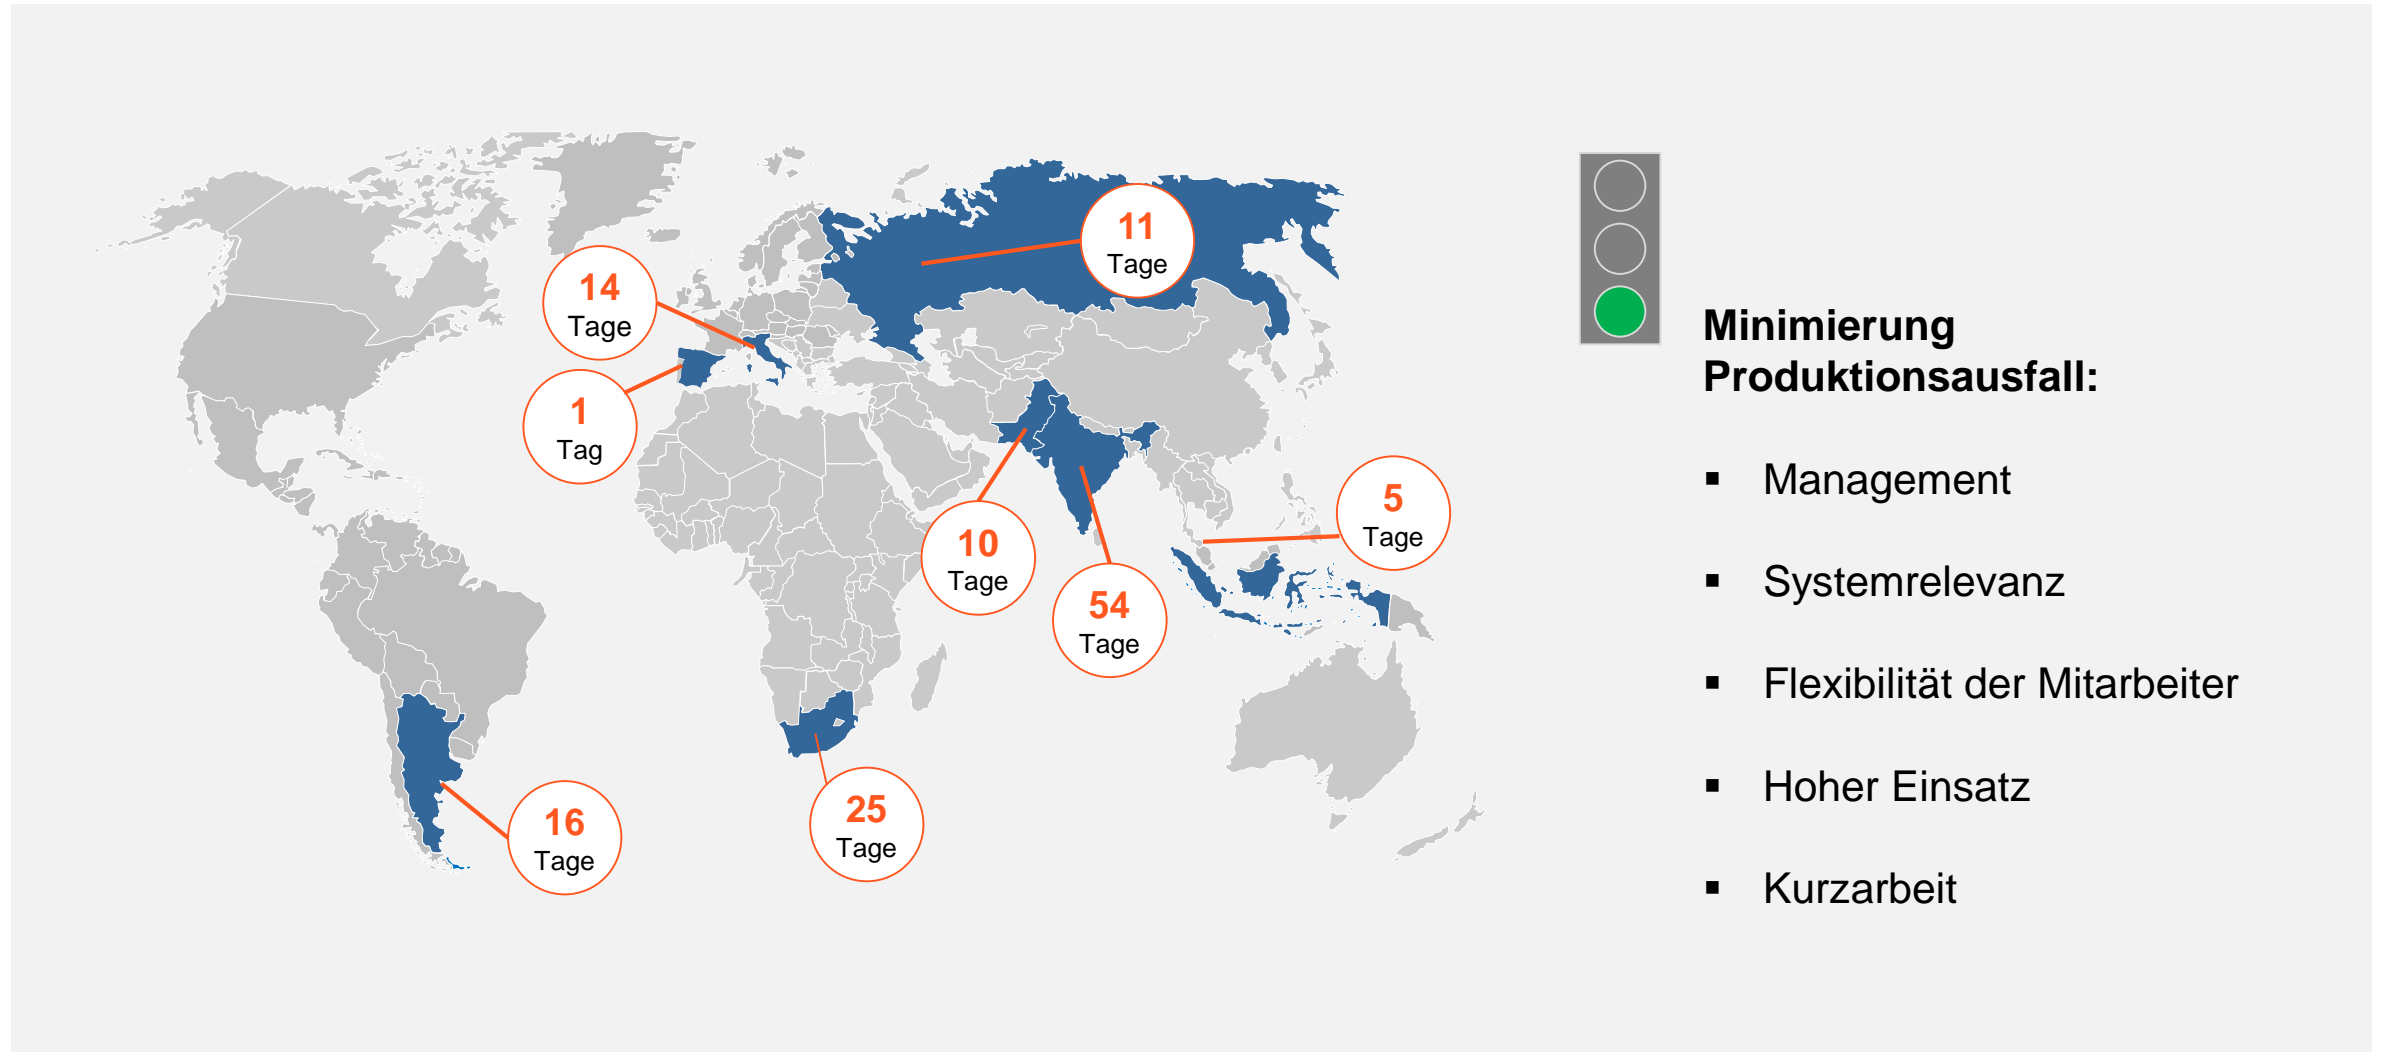 11
Tage
14
Tage
1
Tag
10
Tage
54
Tage
5
Tage
16
Tage
25
Tage
Minimierung
Produktionsausfall:
▪ Management
▪ Systemrelevanz
▪ Flexibilität der Mitarbeiter
▪ Hoher Einsatz
▪ Kurzarbeit